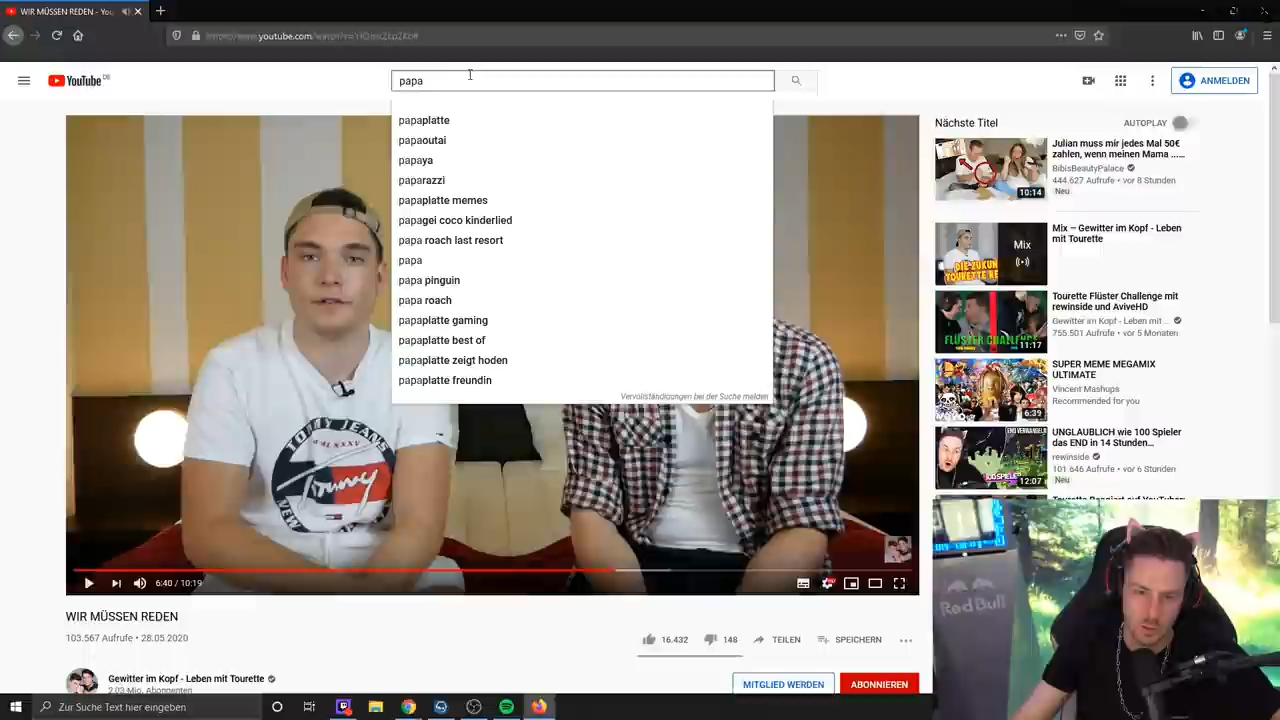 WIR MÜSSEN REDEN - You
youtube.com
YouTube DE
papa
ANMELDEN
papaplatte
papaoutai
papaya
paparazzi
papaplatte memes
papagei coco kinderlied
papa roach last resort
papa
papa pinguin
papa roach
papaplatte gaming
papaplatte best of
papaplatte zeigt hoden
papaplatte freundin
Vervollständigungen bei der Suche melden
TOMMY JEANS
Tommy
6:40 / 10:19
WIR MÜSSEN REDEN
103.567 Aufrufe • 28.05.2020
16.432
148
TEILEN
SPEICHERN
Gewitter im Kopf - Leben mit Tourette
2,03 Mio. Abonnenten
MITGLIED WERDEN
ABONNIEREN
Nächste Titel
AUTOPLAY
Julian muss mir jedes Mal 50€
zahlen, wenn meinen Mama ......
BibisBeautyPalace
444.627 Aufrufe • vor 8 Stunden
Neu
10:14
Mix – Gewitter im Kopf - Leben
mit Tourette
Mix
DIE ZUKUN
TOURETTE
Tourette Flüster Challenge mit
rewinside und AviveHD
Gewitter im Kopf - Leben mit ...
755.501 Aufrufe • vor 5 Monaten
11:17
SUPER MEME MEGAMIX
ULTIMATE
Vincent Mashups
Recommended for you
6:39
UNGLAUBLICH wie 100 Spieler
das END in 14 Stunden...
rewinside
101.646 Aufrufe • vor 6 Stunden
Neu
12:07
Red Bull
Zur Suche Text hier eingeben